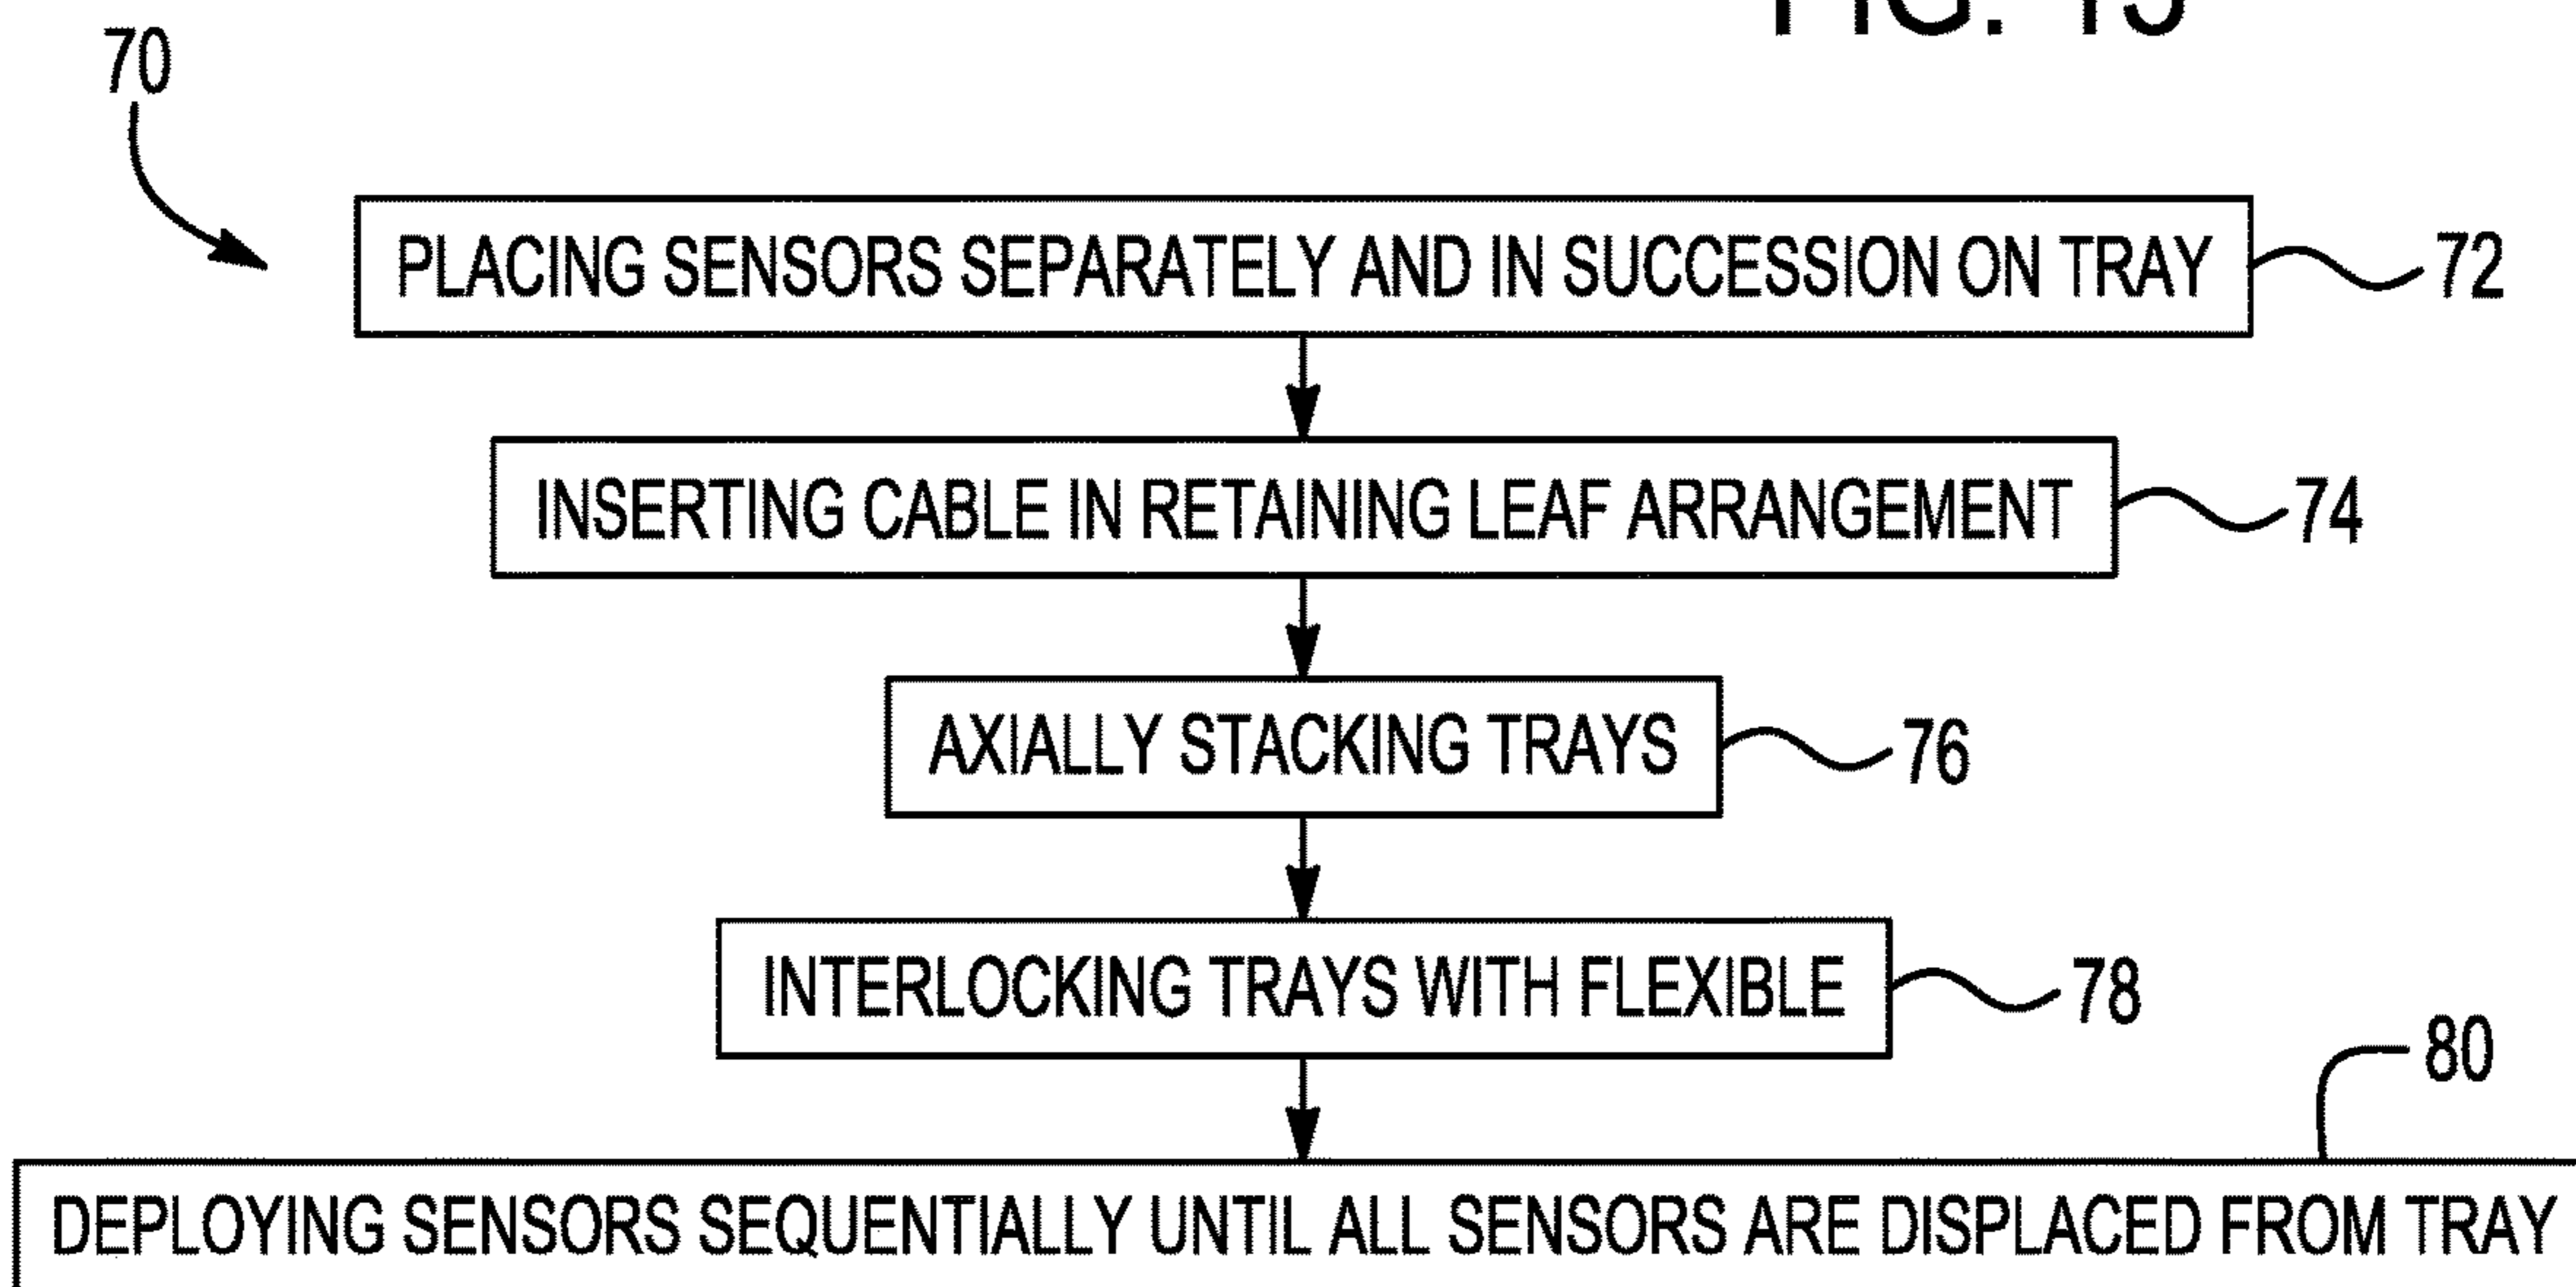 FIG.
70
PLACING SENSORS SEPARATELY AND IN SUCCESSION ON TRAY
72
INSERTING CABLE IN RETAINING LEAF ARRANGEMENT
74
AXIALLY STACKING TRAYS
76
INTERLOCKING TRAYS WITH FLEXIBLE
78
80
DEPLOYING SENSORS SEQUENTIALLY UNTIL ALL SENSORS ARE DISPLACED FROM TRAY